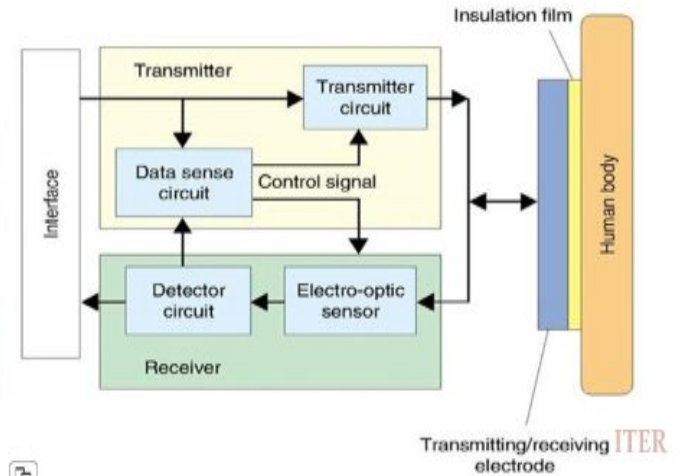 Insulation film
Transmitter
Transmitter
circuit
Data sense
circuit
Control signal
Interface
Human body
Detector
circuit
Electro-optic
sensor
Receiver
Transmitting/receiving
electrode
ITER